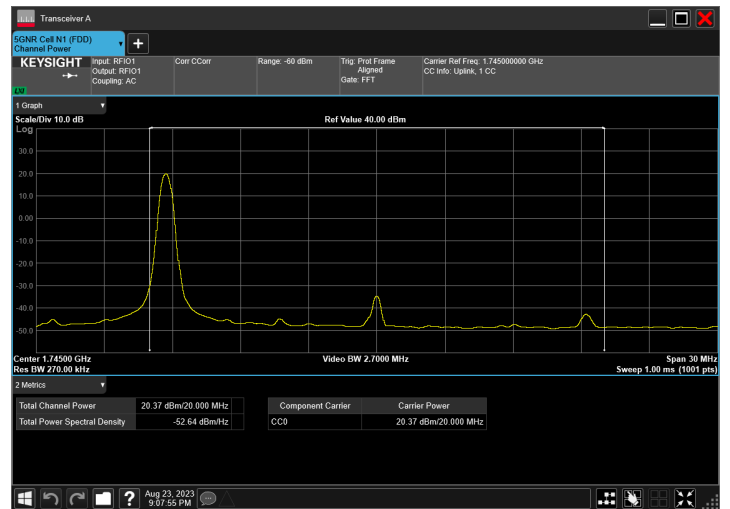 Transceiver A
5GNR Cell N1 (FDD)
Channel Power
KEYSIGHT
Input: RFIO1
Output: RFIO1
Coupling: AC
Corr CCorr
Range: -60 dBm
Trig: Prot Frame
Aligned
Gate: FFT
Carrier Ref Freq: 1.745000000 GHz
CC Info: Uplink, 1 CC
LXI
1 Graph
Scale/Div 10.0 dB
Ref Value 40.00 dBm
Log
30.0
20.0
10.0
0.00
-10.0
-20.0
-30.0
-40.0
-50.0
Center 1.74500 GHz
Video BW 2.7000 MHz
Span 30 MHz
Res BW 270.00 kHz
Sweep 1.00 ms (1001 pts)
2 Metrics
Total Channel Power 20.37 dBm/20.000 MHz
Total Power Spectral Density -52.64 dBm/Hz
Component Carrier Carrier Power
CC0 20.37 dBm/20.000 MHz
?
Aug 23, 2023
9:07:55 PM